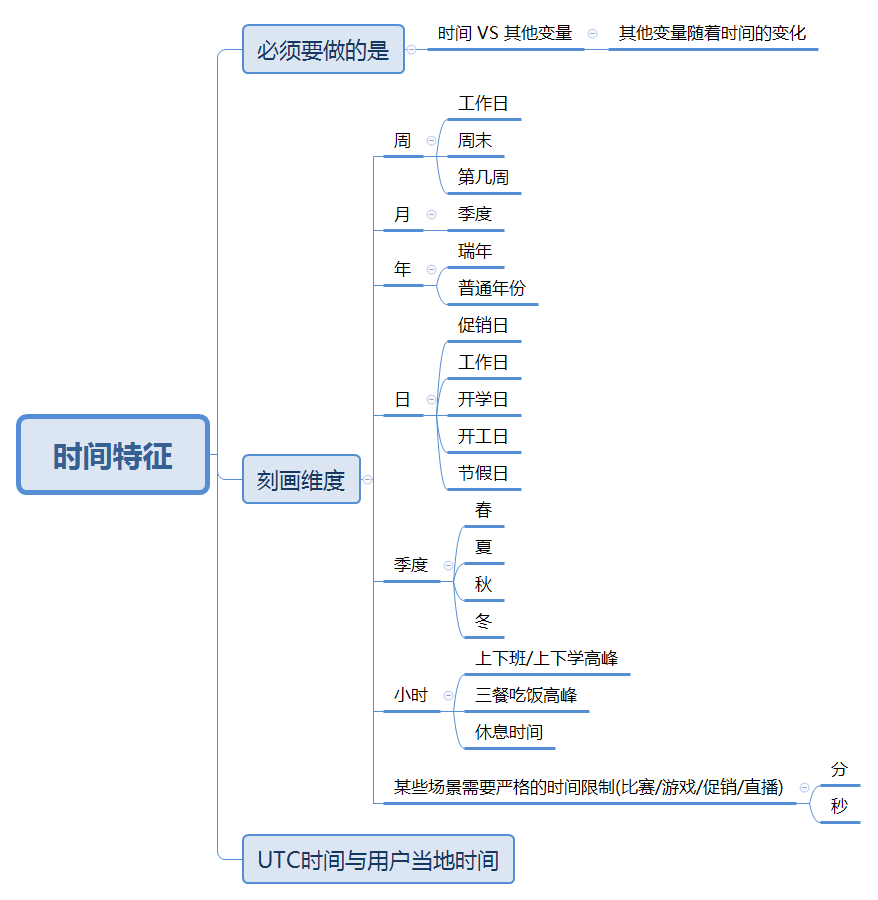 必须要做的是
时间 VS 其他变量
其他变量随着时间的变化
时间特征
刻画维度
周
工作日
周末
第几周
月
季度
年
瑞年
普通年份
日
促销日
工作日
开学日
开工日
节假日
季度
春
夏
秋
冬
小时
上下班/上下学高峰
三餐吃饭高峰
休息时间
某些场景需要严格的时间限制(比赛/游戏/促销/直播)
分
秒
UTC时间与用户当地时间